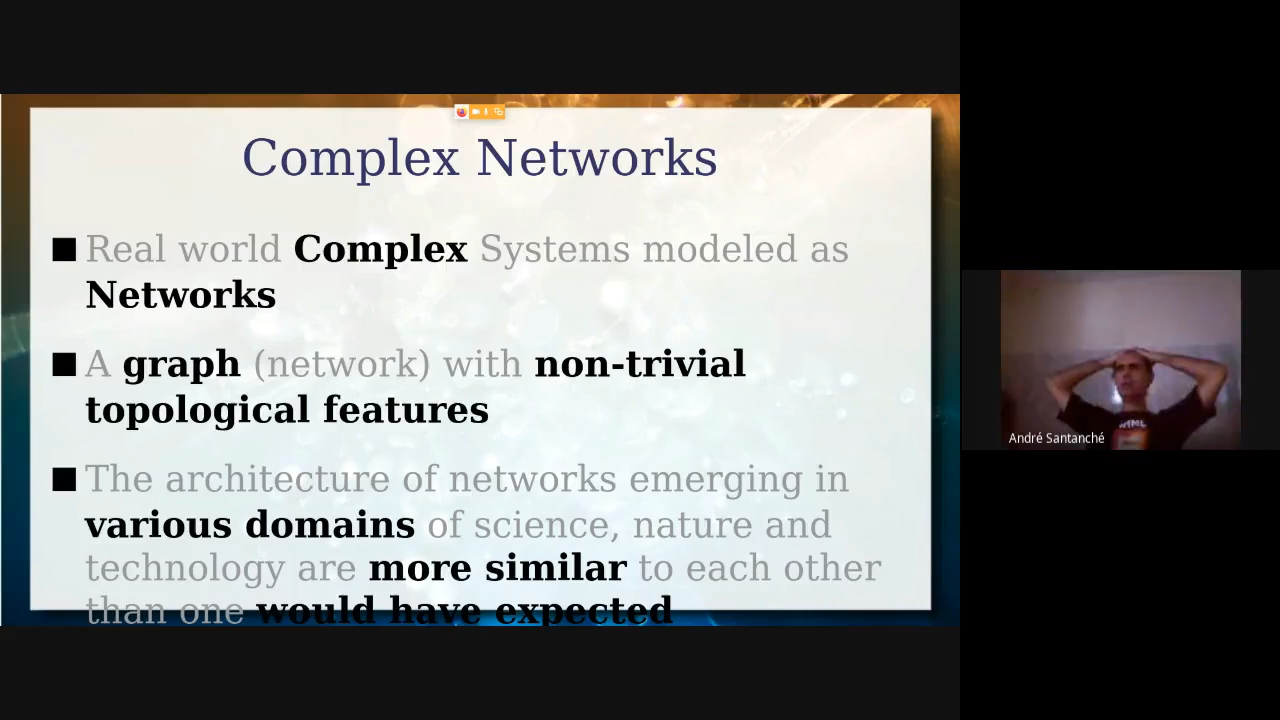 Complex Networks
■ Real world Complex Systems modeled as
Networks
■ A graph (network) with non-trivial
topological features
■ The architecture of networks emerging in
various domains of science, nature and
technology are more similar to each other
than one would have expected
André Santanché